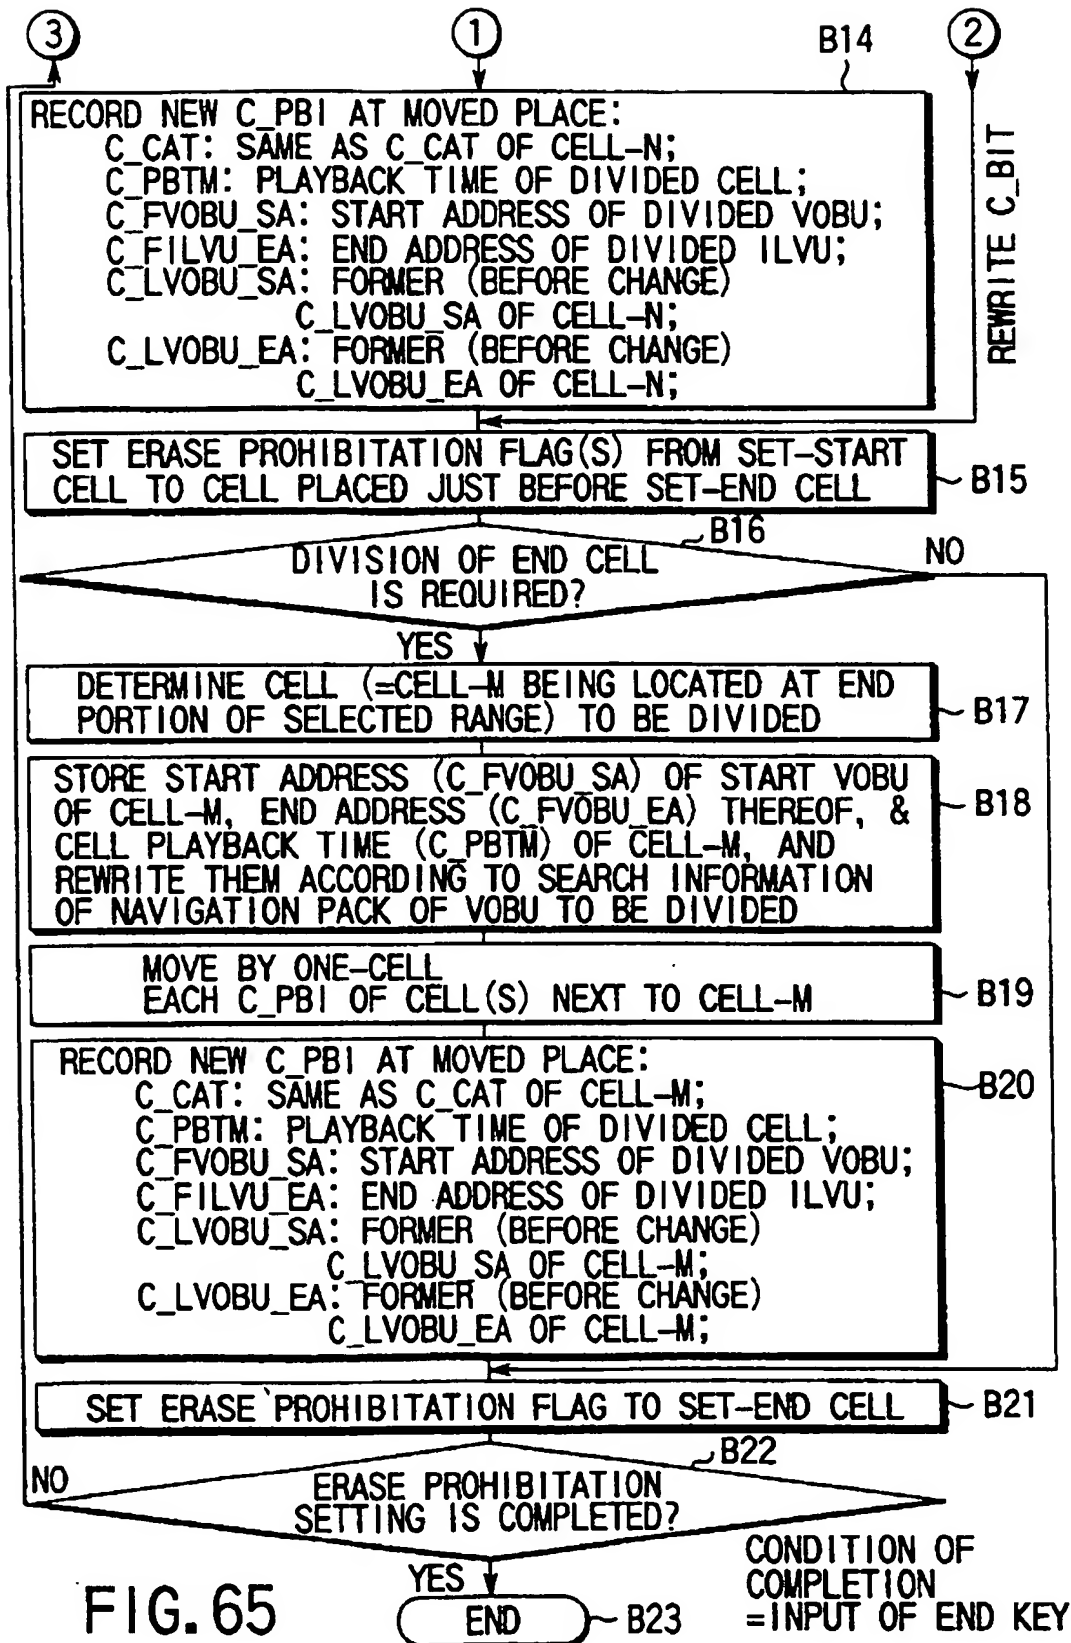 3
1
B14
2
RECORD NEW C_PBI AT MOVED PLACE:
C_CAT: SAME AS C_CAT OF CELL-N;
C_PBTM: PLAYBACK TIME OF DIVIDED CELL;
C_FVOBU_SA: START ADDRESS OF DIVIDED VOBU;
C_FILVU_EA: END ADDRESS OF DIVIDED ILVU;
C_LVOBU_SA: FORMER (BEFORE CHANGE)
C_LVOBU_SA OF CELL-N;
C_LVOBU_EA: FORMER (BEFORE CHANGE)
C_LVOBU_EA OF CELL-N;
REWRITE C_BIT
SET ERASE PROHIBITATION FLAG(S) FROM SET-START
CELL TO CELL PLACED JUST BEFORE SET-END CELL
B15
B16
DIVISION OF END CELL
IS REQUIRED?
NO
YES
DETERMINE CELL (=CELL-M BEING LOCATED AT END
PORTION OF SELECTED RANGE) TO BE DIVIDED
B17
STORE START ADDRESS (C_FVOBU_SA) OF START VOBU
OF CELL-M, END ADDRESS (C_FVOBU_EA) THEREOF, &
CELL PLAYBACK TIME (C_PBTM) OF CELL-M, AND
REWRITE THEM ACCORDING TO SEARCH INFORMATION
OF NAVIGATION PACK OF VOBU TO BE DIVIDED
B18
MOVE BY ONE-CELL
EACH C_PBI OF CELL(S) NEXT TO CELL-M
B19
RECORD NEW C_PBI AT MOVED PLACE:
C_CAT: SAME AS C_CAT OF CELL-M;
C_PBTM: PLAYBACK TIME OF DIVIDED CELL;
C_FVOBU_SA: START ADDRESS OF DIVIDED VOBU;
C_FILVU_EA: END ADDRESS OF DIVIDED ILVU;
C_LVOBU_SA: FORMER (BEFORE CHANGE)
C_LVOBU_SA OF CELL-M;
C_LVOBU_EA: FORMER (BEFORE CHANGE)
C_LVOBU_EA OF CELL-M;
B20
SET ERASE PROHIBITATION FLAG TO SET-END CELL
B21
B22
NO
ERASE PROHIBITATION
SETTING IS COMPLETED?
YES
END
B23
CONDITION OF
COMPLETION
=INPUT OF END KEY
FIG. 65